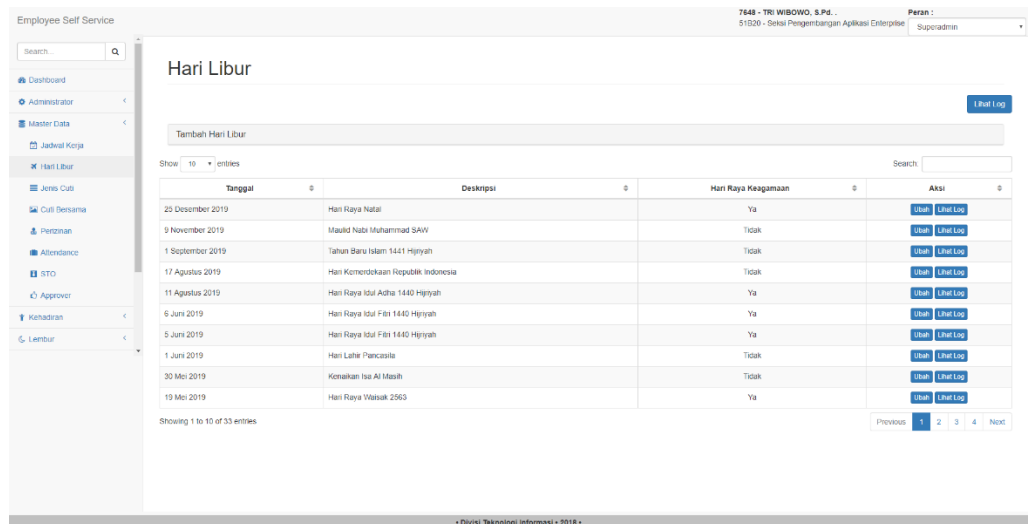 Employee Self Service
7648 - TRI WIBOWO, S.Pd. .
51B20 - Seksi Pengembangan Aplikasi Enterprise
Peran :
Superadmin
Search...
Dashboard
Administrator
Master Data
Jadwal Kerja
Hari Libur
Jenis Cuti
Cuti Bersama
Perizinan
Attendance
STO
Approver
Kehadiran
Lembur
Hari Libur
Lihat Log
Tambah Hari Libur
Show 10 entries
Search:
Tanggal Deskripsi Hari Raya Keagamaan Aksi
25 Desember 2019 Hari Raya Natal Ya Ubah Lihat Log
9 November 2019 Maulid Nabi Muhammad SAW Tidak Ubah Lihat Log
1 September 2019 Tahun Baru Islam 1441 Hijriyah Tidak Ubah Lihat Log
17 Agustus 2019 Hari Kemerdekaan Republik Indonesia Tidak Ubah Lihat Log
11 Agustus 2019 Hari Raya Idul Adha 1440 Hijriyah Ya Ubah Lihat Log
6 Juni 2019 Hari Raya Idul Fitri 1440 Hijriyah Ya Ubah Lihat Log
5 Juni 2019 Hari Raya Idul Fitri 1440 Hijriyah Ya Ubah Lihat Log
1 Juni 2019 Hari Lahir Pancasila Tidak Ubah Lihat Log
30 Mei 2019 Kenaikan Isa Al Masih Tidak Ubah Lihat Log
19 Mei 2019 Hari Raya Waisak 2563 Ya Ubah Lihat Log
Showing 1 to 10 of 33 entries
Previous 1 2 3 4 Next
• Divisi Teknologi Informasi • 2018 •